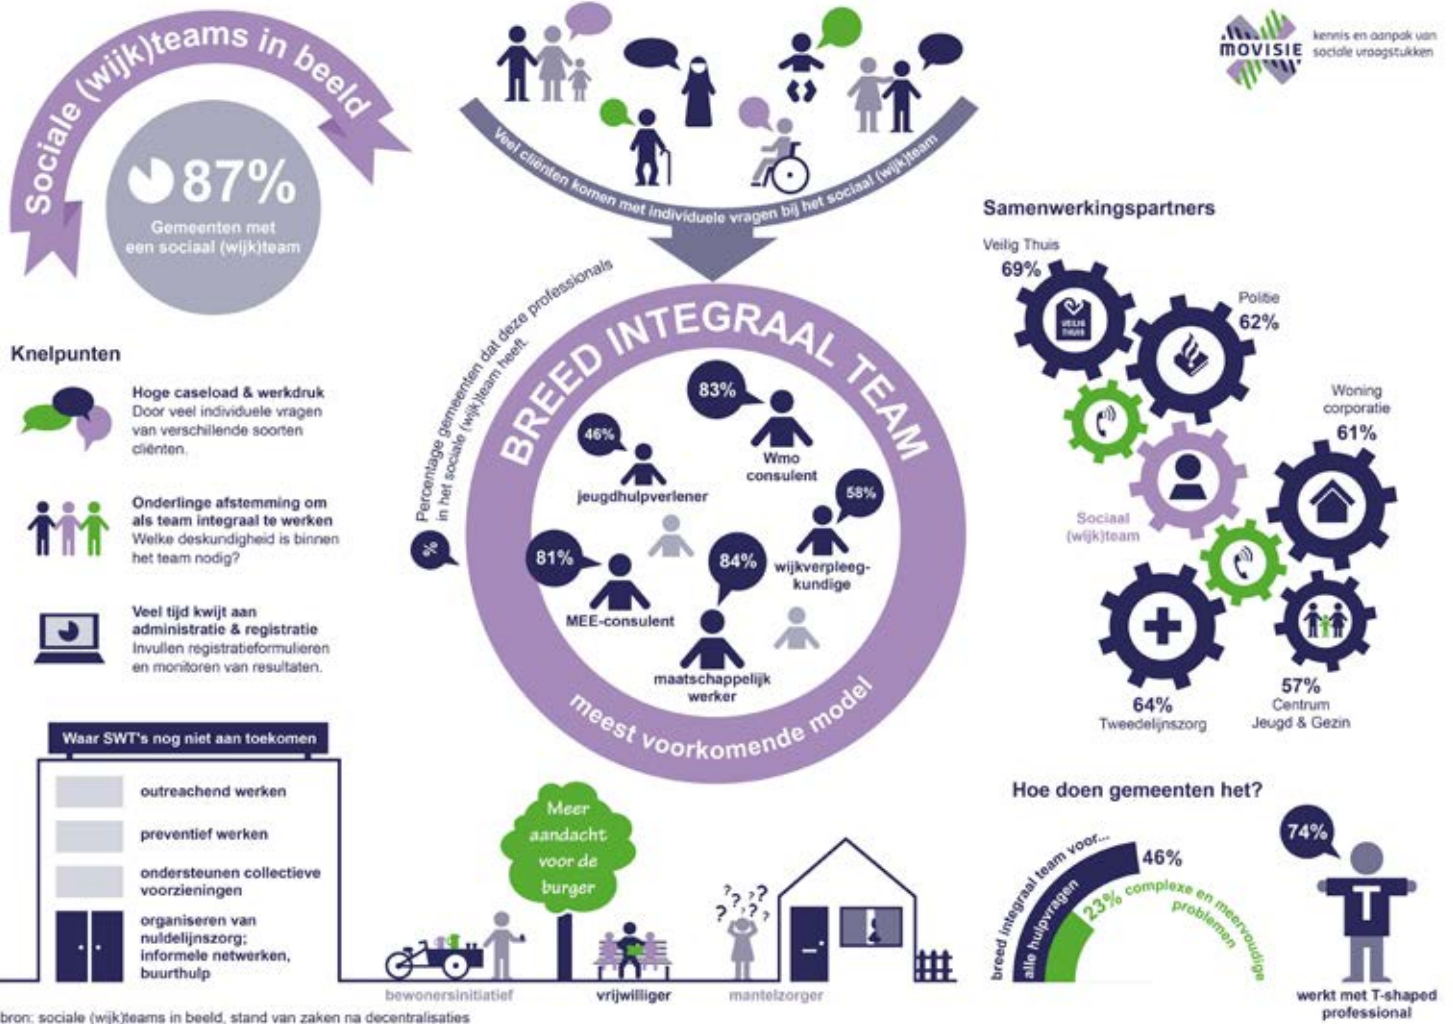 Sociale (wijk)teams in beeld
87%
Gemeenten met
een sociaal (wijk)team
Veel cliënten komen met individuele vragen bij het sociaal (wijk)team
MOVISIE
kennis en aanpak van
sociale vraagstukken
Knelpunten
Hoge caseload & werkdruk
Door veel individuele vragen
van verschillende soorten
cliënten.
Onderlinge afstemming om
als team integraal te werken
Welke deskundigheid is binnen
het team nodig?
Veel tijd kwijt aan
administratie & registratie
Invullen registratieformulieren
en monitoren van resultaten.
Percentage gemeenten dat deze professionals
in het sociale (wijk)team heeft.
%
BREED INTEGRAAL TEAM
83%
Wmo
consulent
46%
jeugdhulpverlener
58%
wijkverpleeg-
kundige
81%
MEE-consulent
84%
maatschappelijk
werker
meest voorkomende model
Samenwerkingspartners
Veilig Thuis
69%
VEILIG
THUIS
Politie
62%
Woning
corporatie
61%
Sociaal
(wijk)team
64%
Tweedelijnszorg
57%
Centrum
Jeugd & Gezin
Waar SWT's nog niet aan toekomen
outreachend werken
preventief werken
ondersteunen collectieve
voorzieningen
organiseren van
nuldelijnszorg;
informele netwerken,
buurthulp
Meer
aandacht
voor de
burger
? ? ? ? ? ? ?
bewonersinitiatief
vrijwilliger
mantelzorger
Hoe doen gemeenten het?
breed integraal team voor...
alle hulpvragen
46%
23% complexe en meervoudige
problemen
74%
T
werkt met T-shaped
professional
bron: sociale (wijk)teams in beeld, stand van zaken na decentralisaties